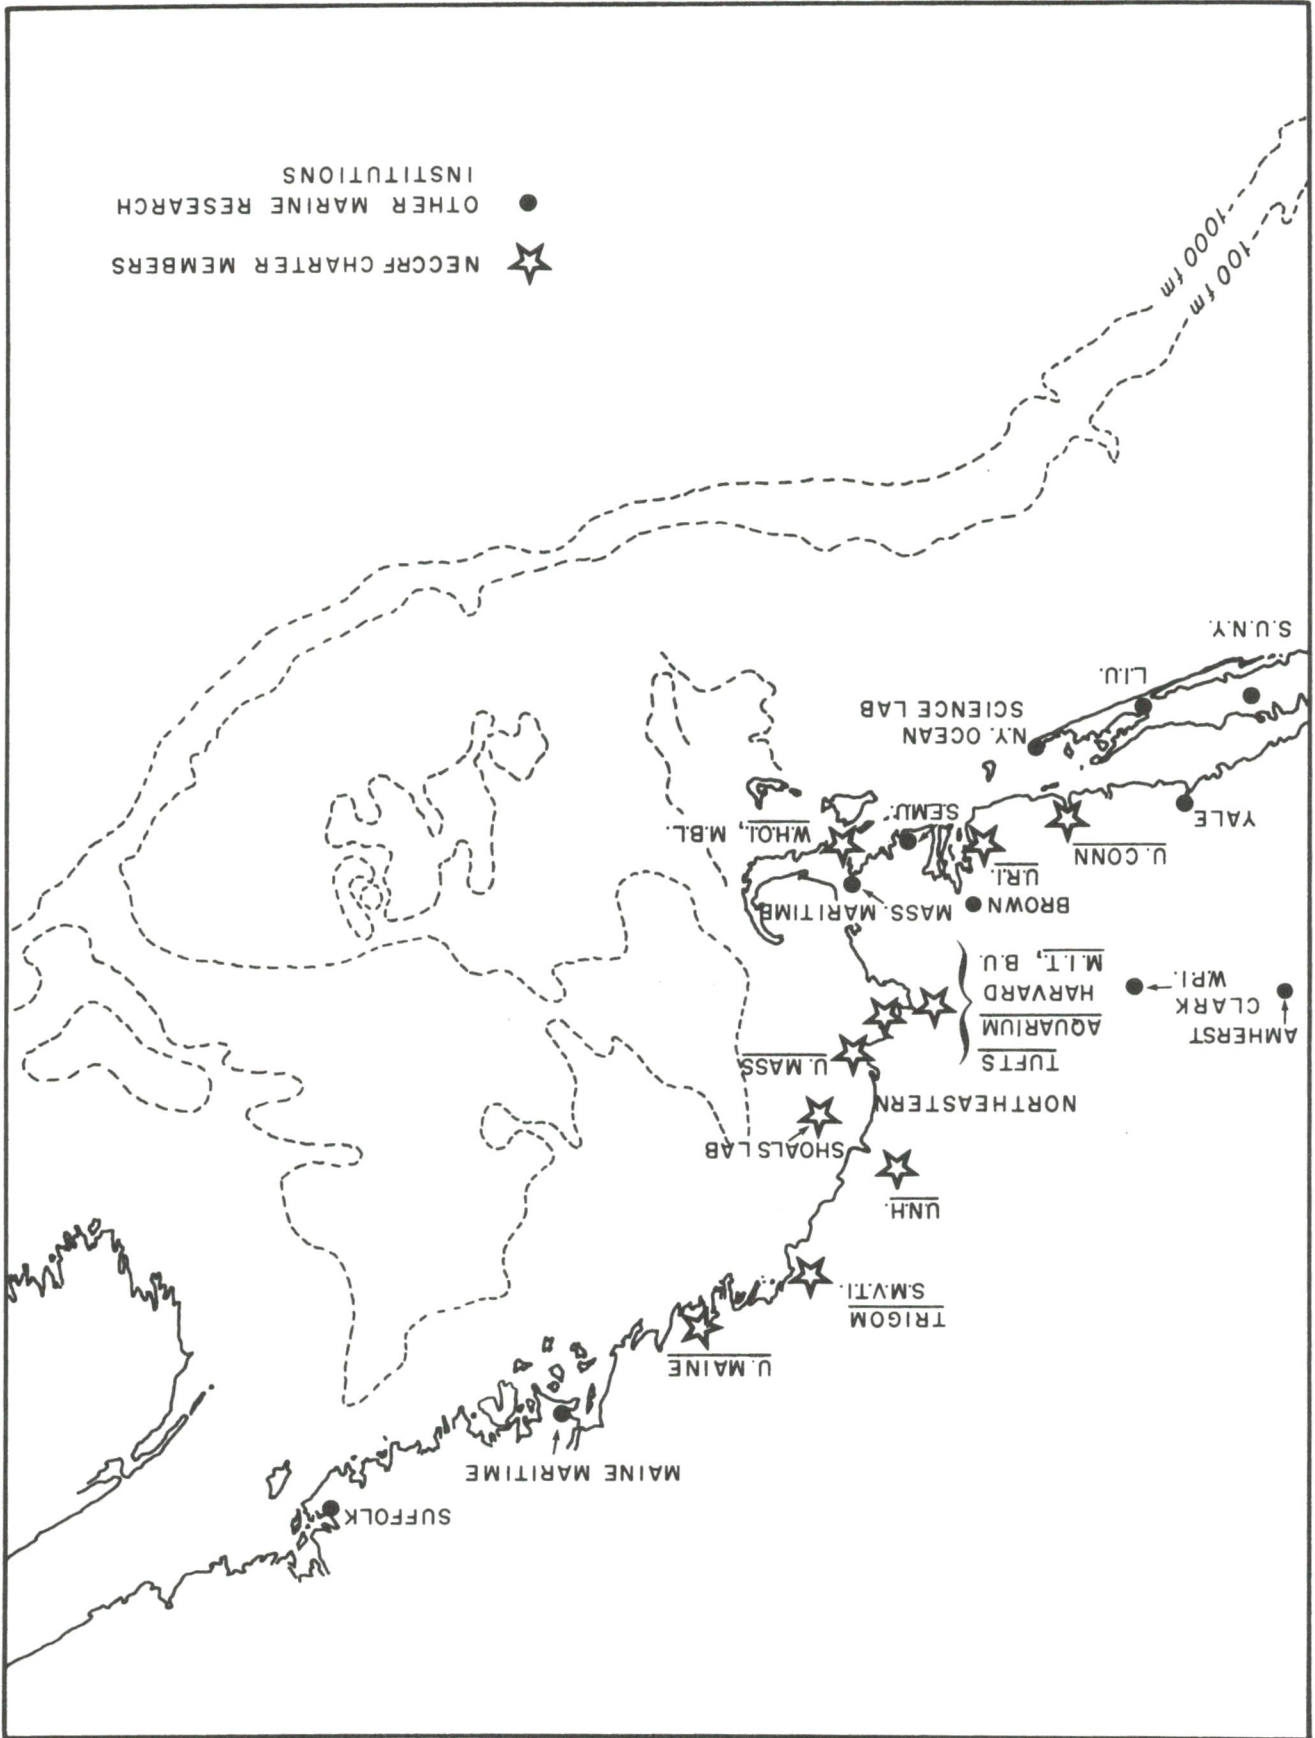 SUFFOLK
MAINE MARITIME
U. MAINE
TRIGOM
S.M.V.T.I.
U.N.H.
SHOALS LAB
NORTHEASTERN
U. MASS
TUFTS
AQUARIUM
HARVARD
M.I.T., B.U.
AMHERST
CLARK
W.P.I.
BROWN
MASS. MARITIME
U.R.I.
U. CONN
YALE
S.E.M.U.
W.H.O.I., M.B.L.
N.Y. OCEAN
SCIENCE LAB
L.I.U.
S.U.N.Y.
100 fm
1000 fm
NECCRF CHARTER MEMBERS
OTHER MARINE RESEARCH
INSTITUTIONS